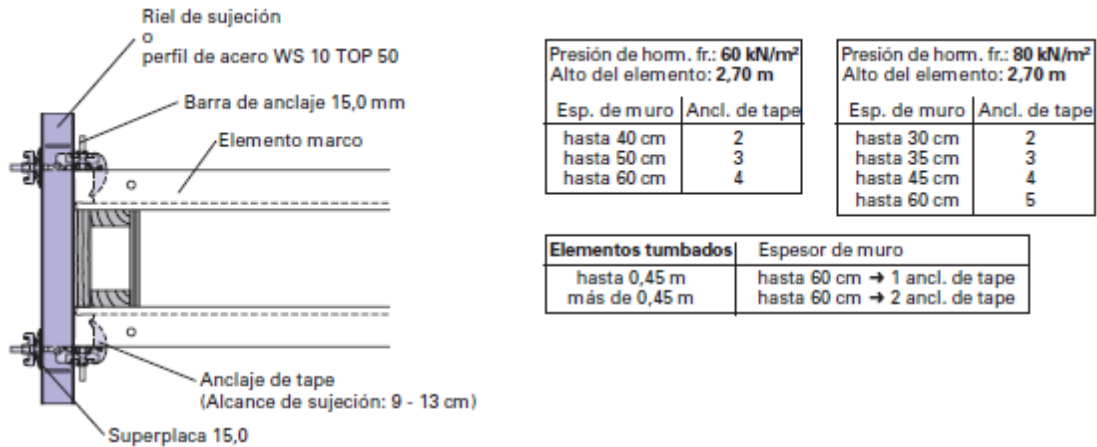 Riel de sujeción
o
perfil de acero WS 10 TOP 50
Barra de anclaje 15,0 mm
Elemento marco
Anclaje de tape
(Alcance de sujeción: 9 - 13 cm)
Superplaca 15,0
Presión de horm. fr.: 60 kN/m²
Alto del elemento: 2,70 m
Esp. de muro Ancl. de tape
hasta 40 cm 2
hasta 50 cm 3
hasta 60 cm 4
Presión de horm. fr.: 80 kN/m²
Alto del elemento: 2,70 m
Esp. de muro Ancl. de tape
hasta 30 cm 2
hasta 35 cm 3
hasta 45 cm 4
hasta 60 cm 5
Elementos tumbados Espesor de muro
hasta 0,45 m hasta 60 cm ➔ 1 ancl. de tape
más de 0,45 m hasta 60 cm ➔ 2 ancl. de tape